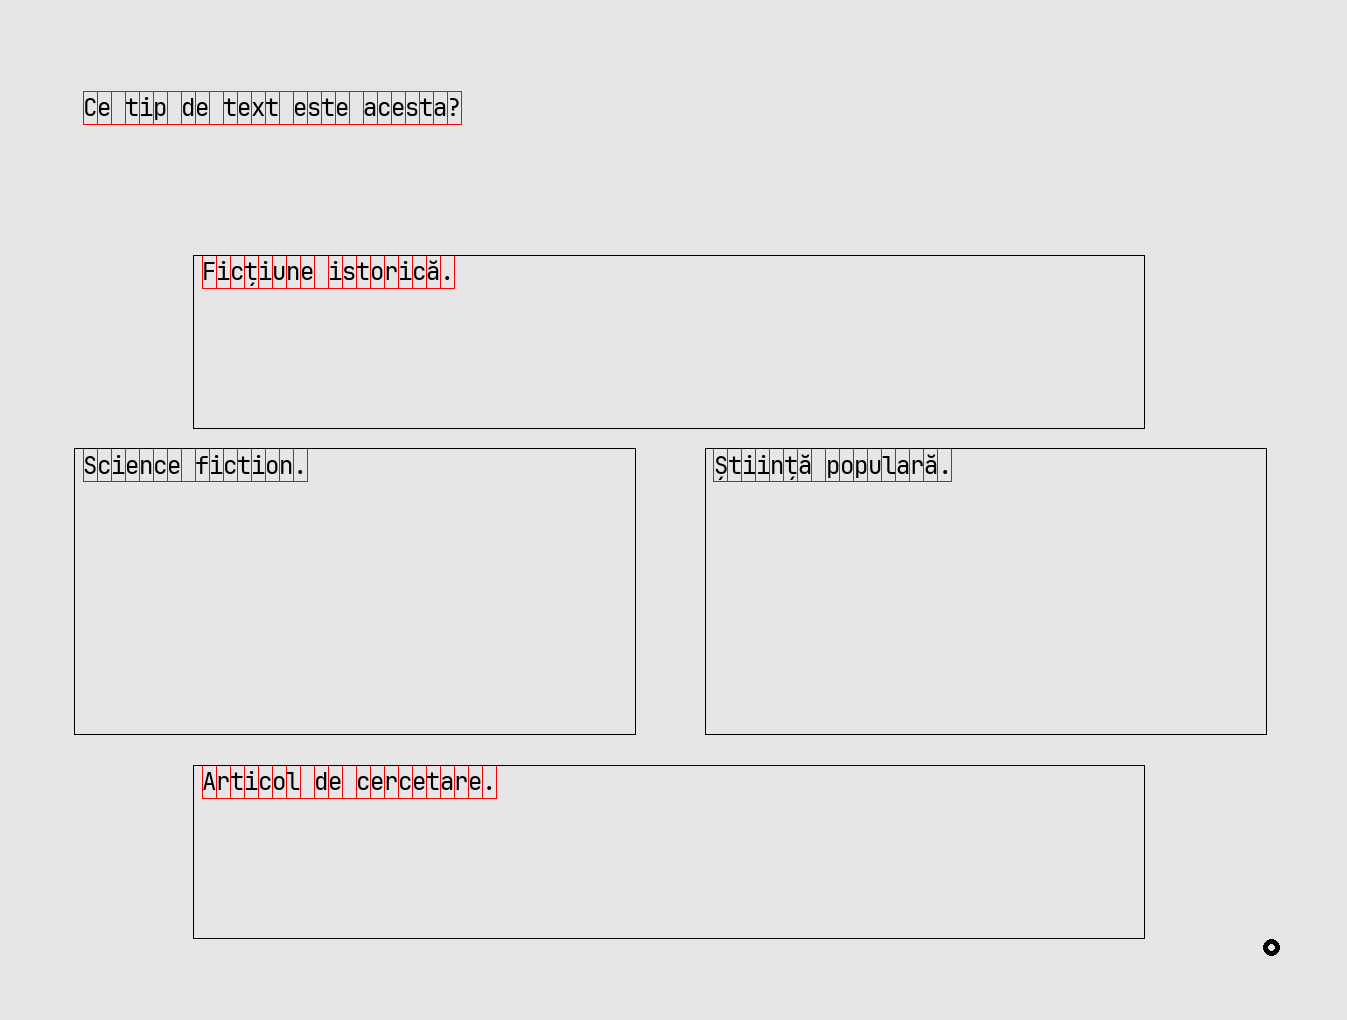 Ce tip de text este acesta?
Ficțiune istorică.
Science fiction.
Știință populară.
Articol de cercetare.